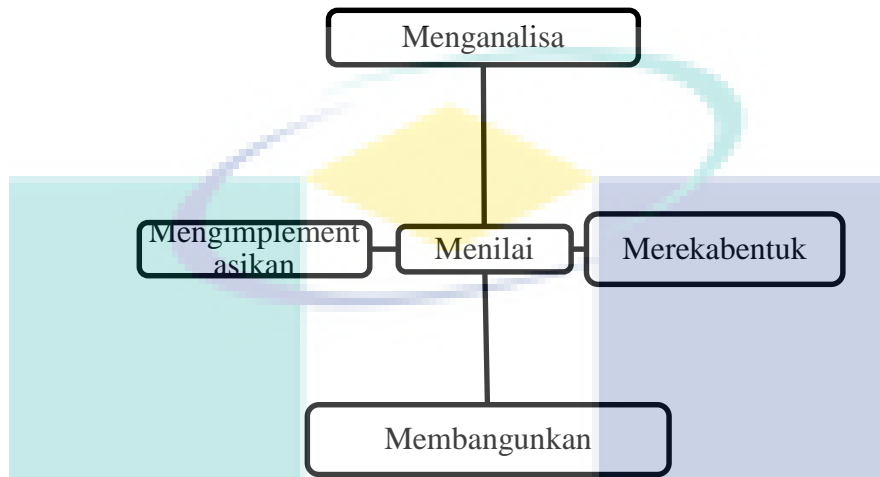 Menganalisa
Mengimplement
asikan
Menilai
Merekabentuk
Membangunkan